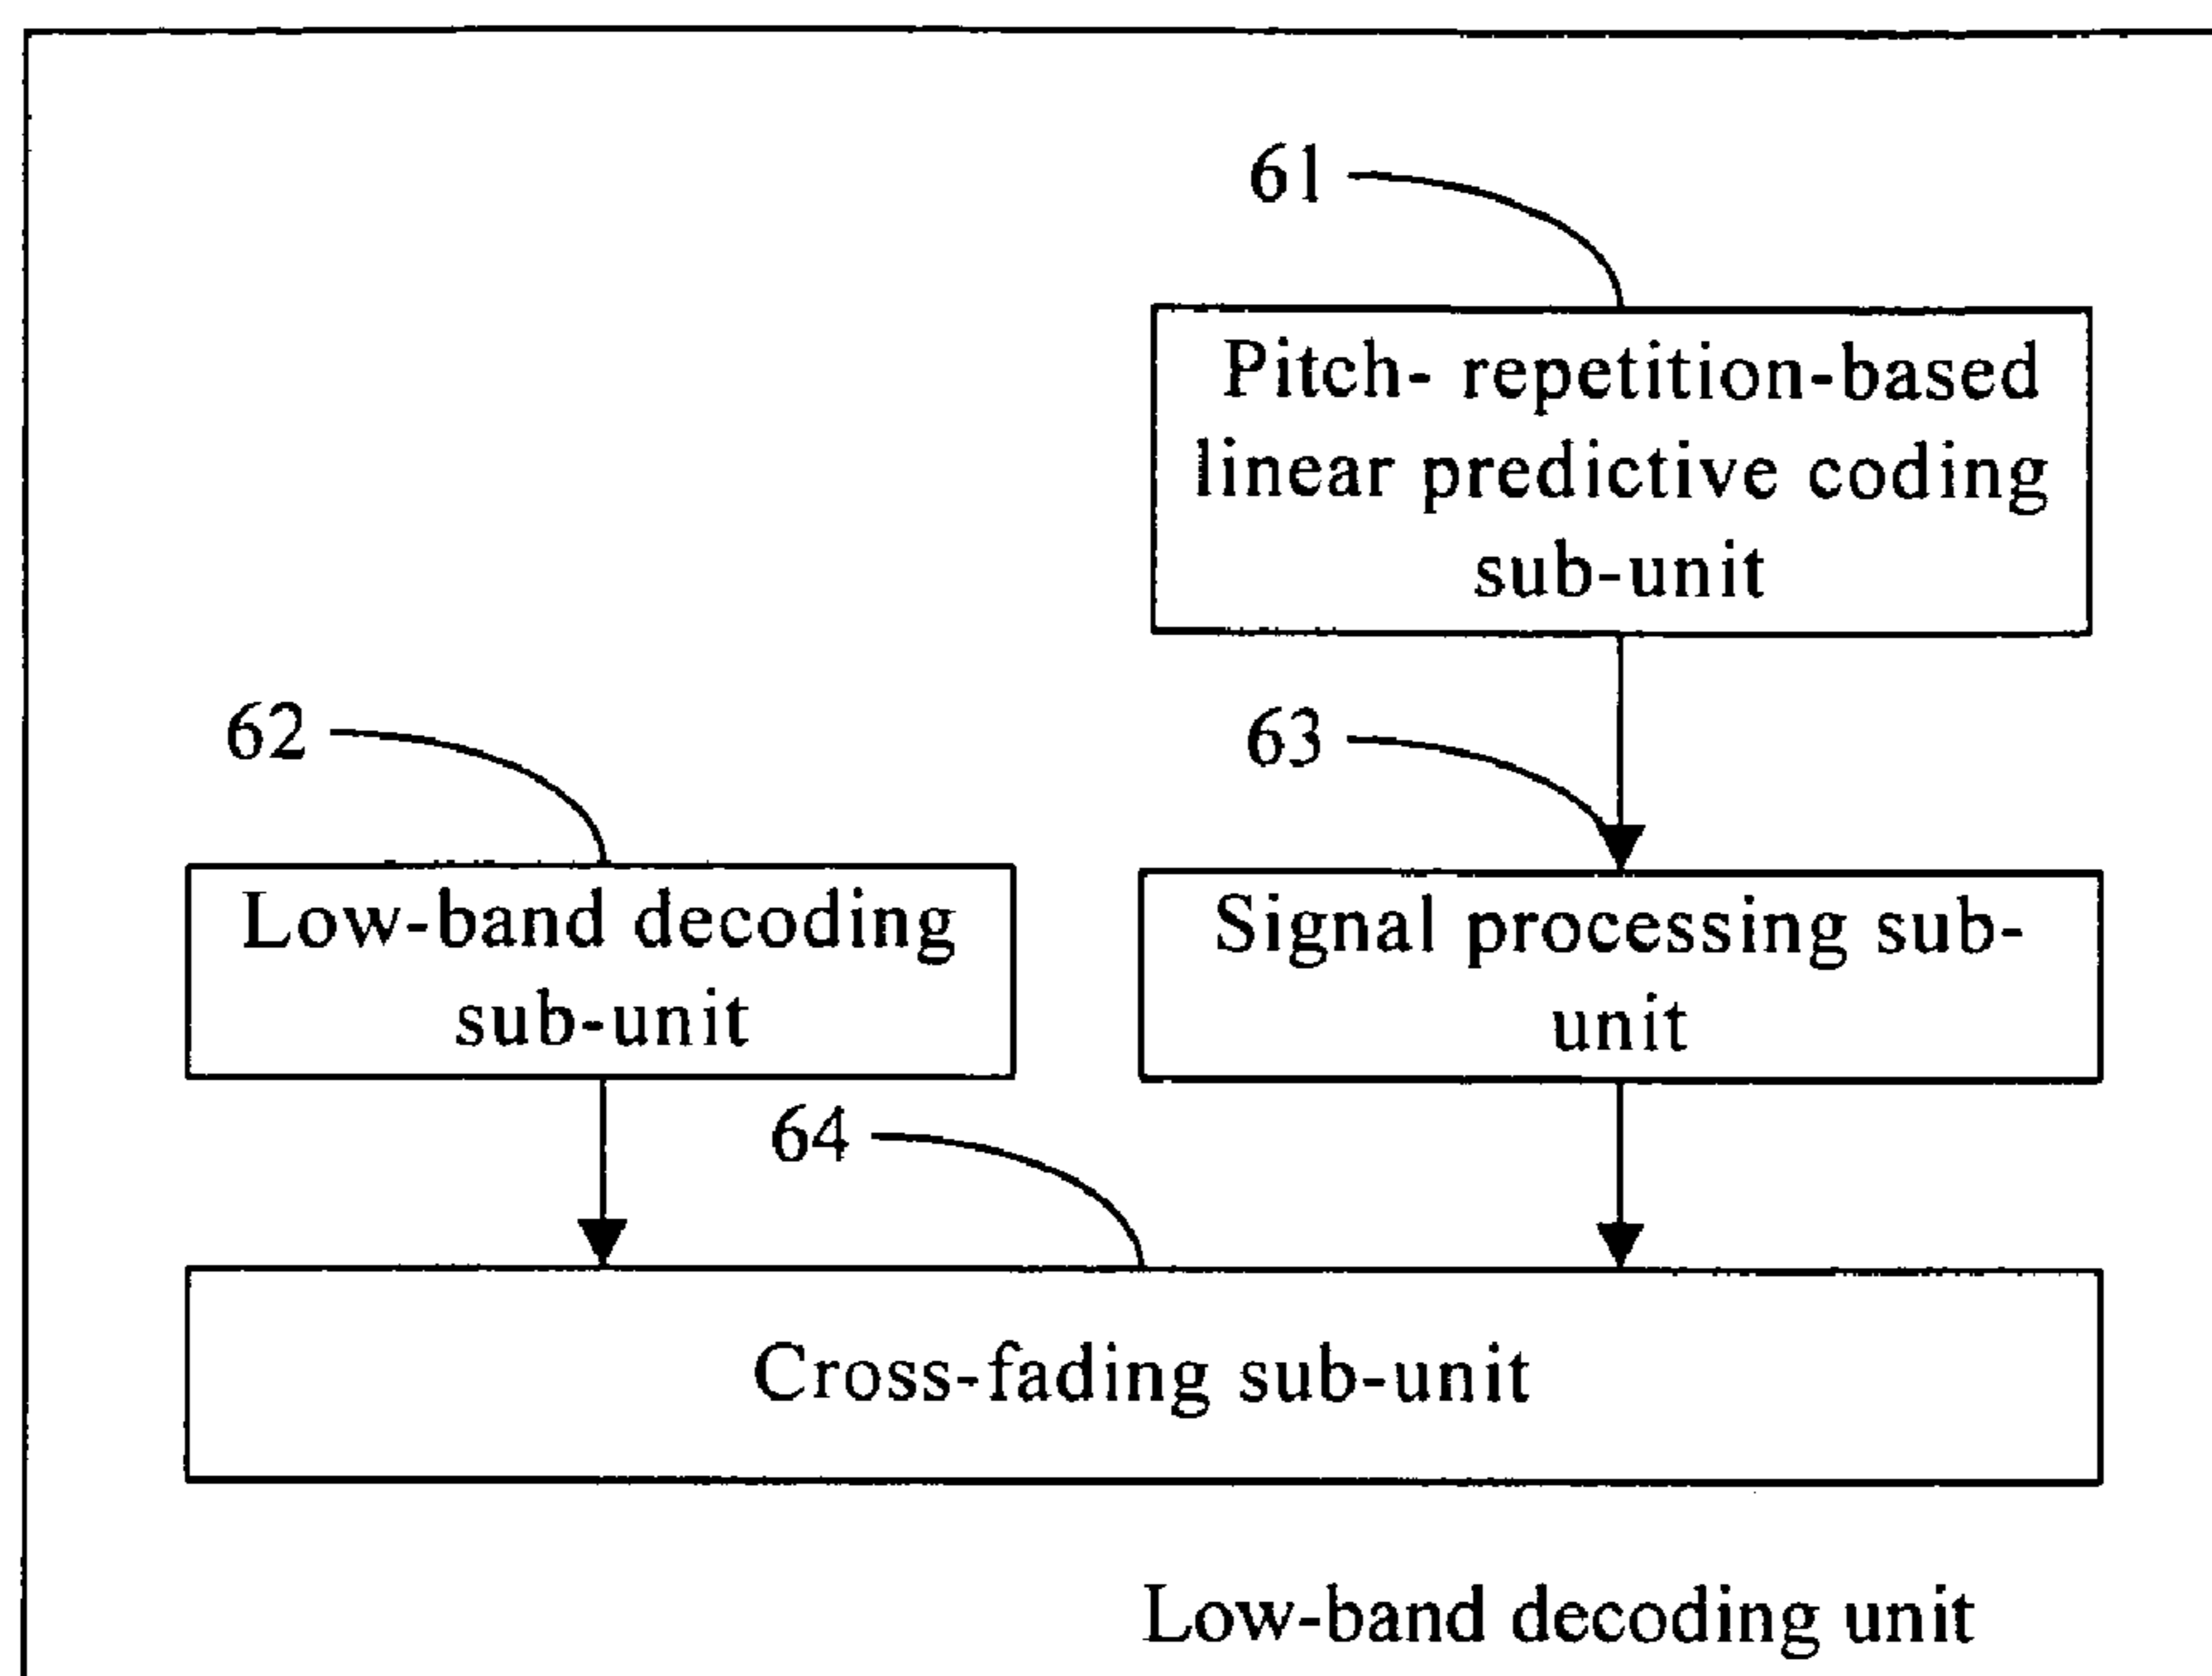 61
Pitch- repetition-based
linear predictive coding
sub-unit
62
63
Low-band decoding
sub-unit
Signal processing sub-
unit
64
Cross-fading sub-unit
Low-band decoding unit